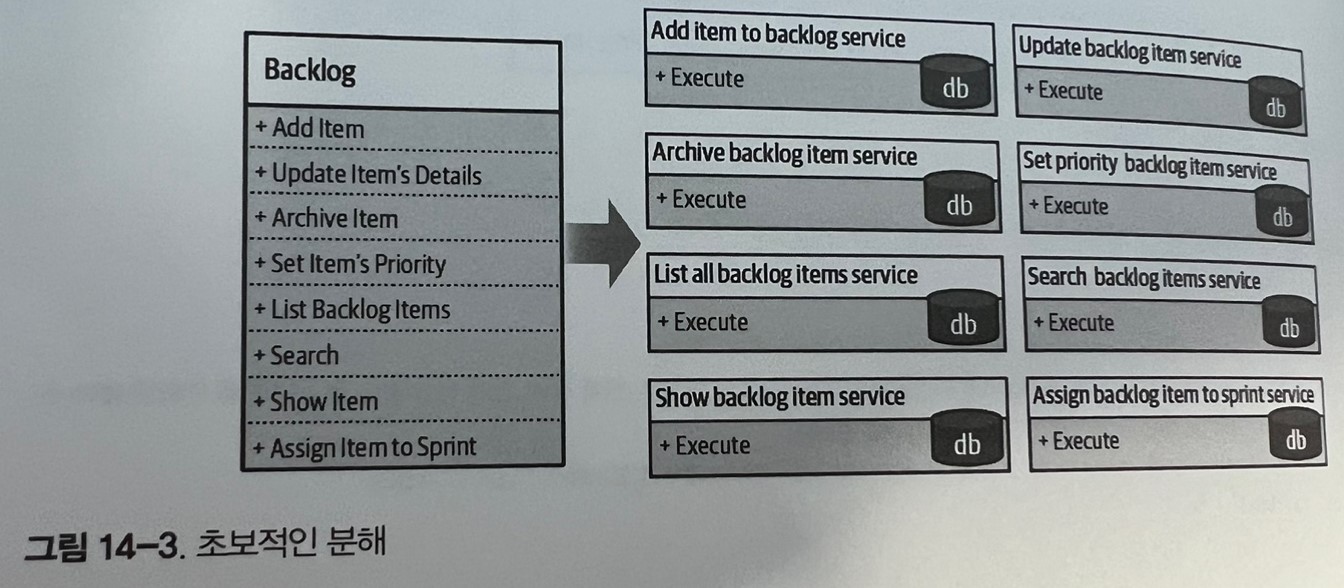 Backlog
+ Add Item
+ Update Item's Details
+ Archive Item
+ Set Item's Priority
+ List Backlog Items
+ Search
+ Show Item
+ Assign Item to Sprint
Add item to backlog service
+ Execute
db
Update backlog item service
+ Execute
db
Archive backlog item service
+ Execute
db
Set priority backlog item service
+ Execute
db
List all backlog items service
+ Execute
db
Search backlog items service
+ Execute
db
Show backlog item service
+ Execute
db
Assign backlog item to sprint service
+ Execute
db
그림 14-3. 초보적인 분해